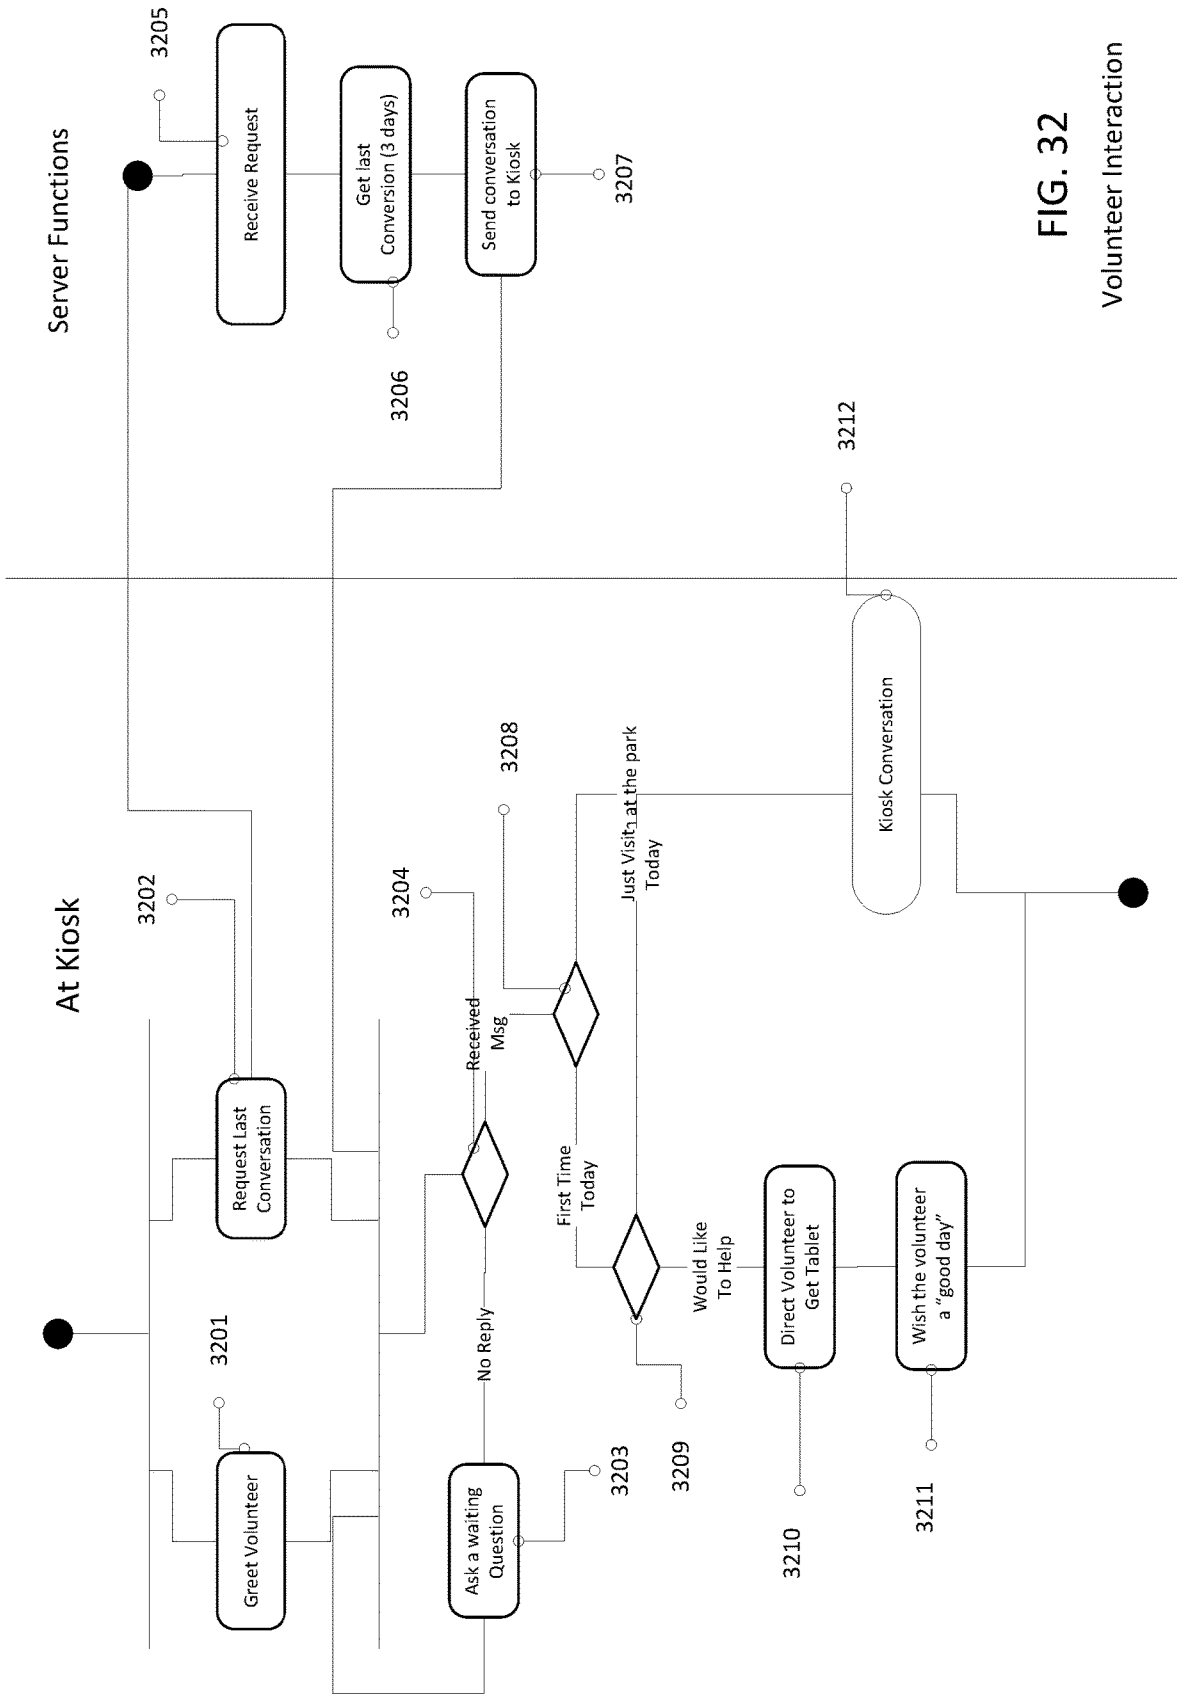 At Kiosk
Server Functions
3201
3202
3205
Greet Volunteer
Request Last
Conversation
Receive Request
Get last
Conversion (3 days)
3206
Send conversation
to Kiosk
3207
3204
3208
No Reply
Received
Msg
Ask a waiting
Question
3203
First Time
Today
Just Visit
at the park
Today
3209
Would Like
To Help
3212
Direct Volunteer to
Get Tablet
3210
Kiosk Conversation
Wish the volunteer
a “good day”
3211
FIG. 32
Volunteer Interaction